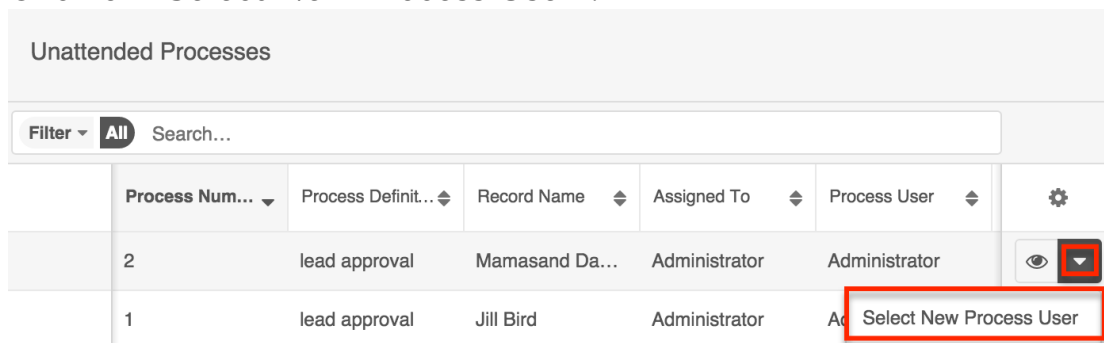 Unattended Processes
Filter All Search...
Process Num... Process Definit... Record Name Assigned To Process User
2 lead approval Mamasand Da... Administrator Administrator
1 lead approval Jill Bird Administrator Select New Process User